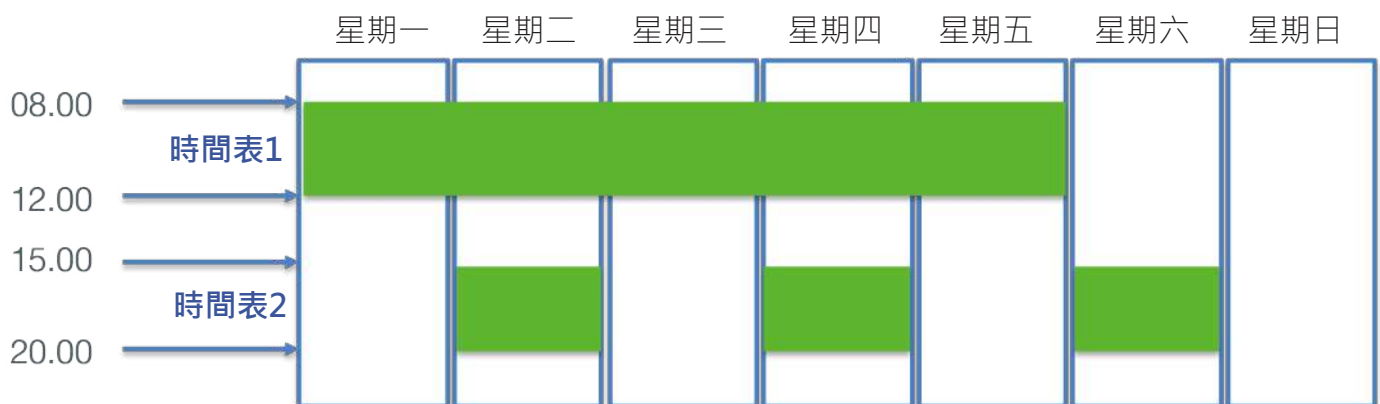 星期一 星期二 星期三 星期四 星期五 星期六 星期日
08.00
時間表1
12.00
15.00
時間表2
20.00